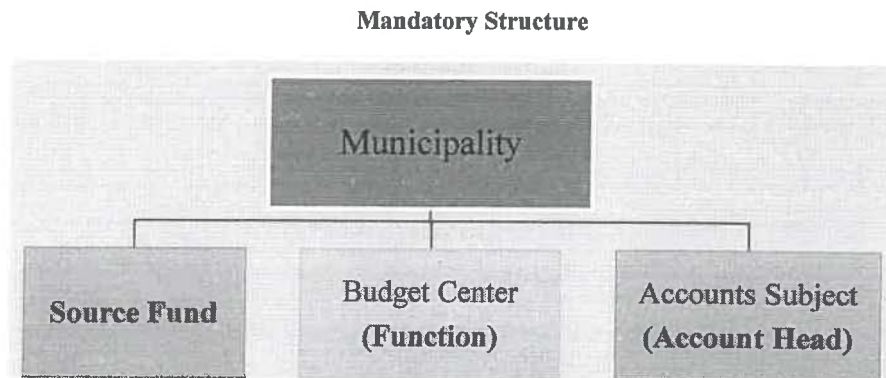 Mandatory Structure
Municipality
Source Fund
Budget Center
(Function)
Accounts Subject
(Account Head)